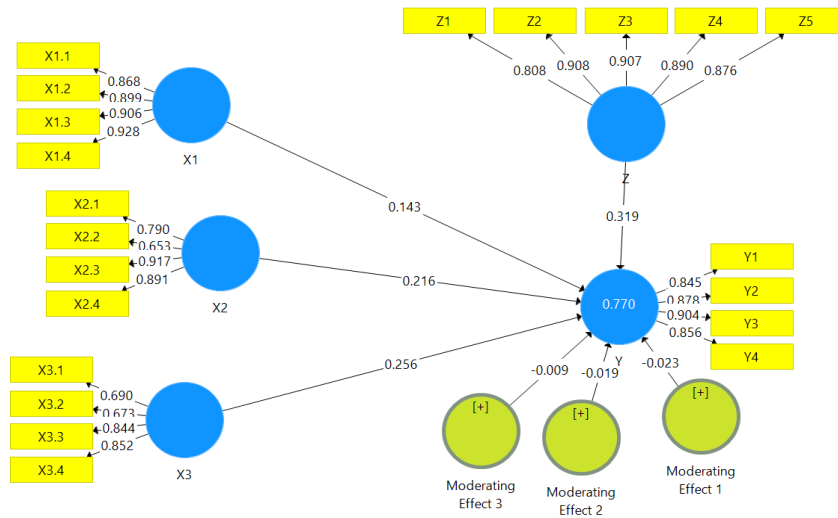 Z1
Z2
Z3
Z4
Z5
0.808
0.908
0.907
0.890
0.876
Z
0.319
X1.1
X1.2
X1.3
X1.4
0.868
0.899
0.906
0.928
X1
0.143
X2.1
X2.2
X2.3
X2.4
0.790
0.653
0.917
0.891
X2
0.216
X3.1
X3.2
X3.3
X3.4
0.690
0.673
0.844
0.852
X3
0.256
0.770
Y
Y1
Y2
Y3
Y4
0.845
0.878
0.904
0.856
-0.009
-0.019
-0.023
[+]
Moderating
Effect 3
[+]
Moderating
Effect 2
[+]
Moderating
Effect 1